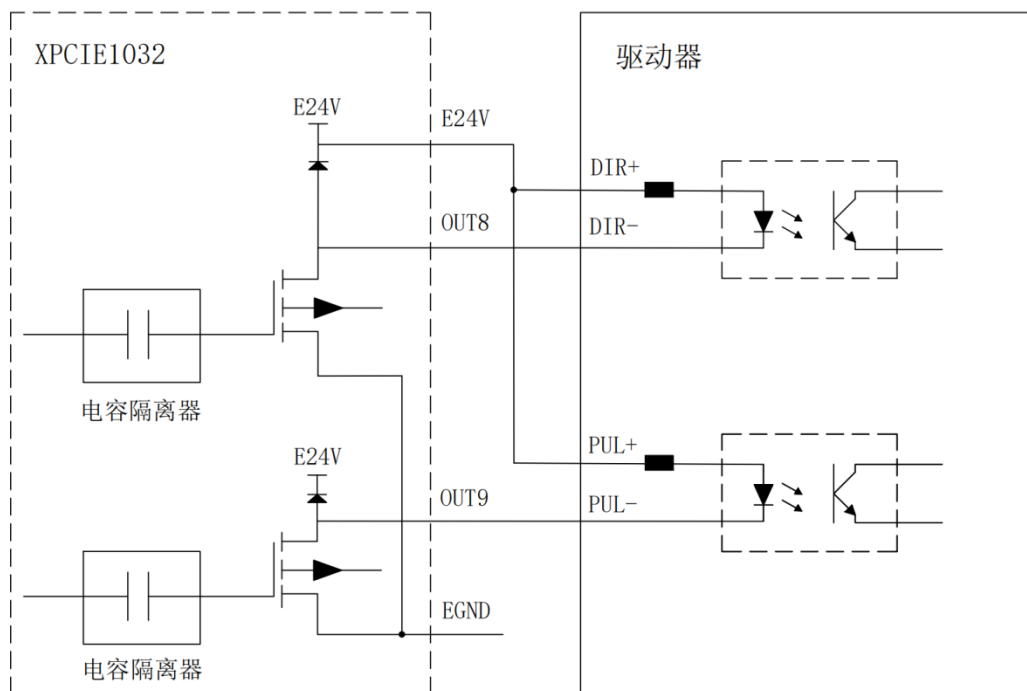 XPCIE1032
驱动器
E24V
E24V
DIR+
OUT8
DIR-
电容隔离器
E24V
PUL+
OUT9
PUL-
EGND
电容隔离器